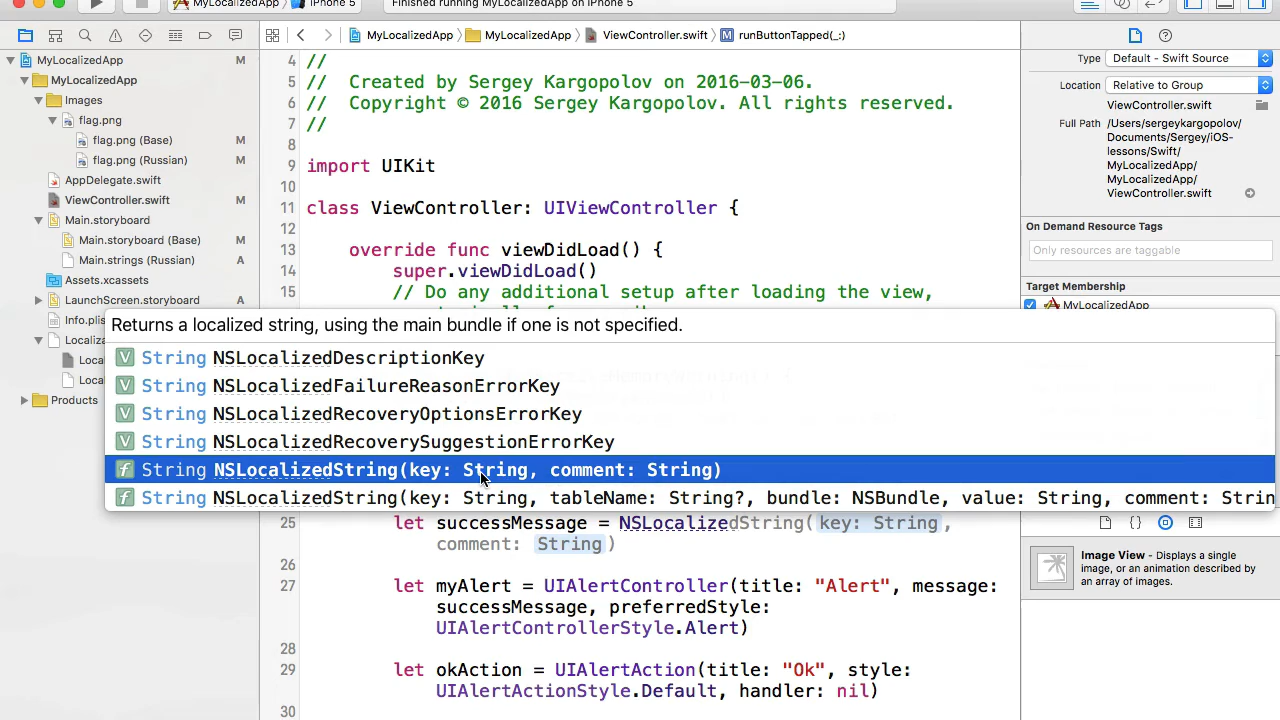 MyLocalizedApp
iPhone 5
Finished running MyLocalizedApp on iPhone 5
MyLocalizedApp
MyLocalizedApp
ViewController.swift
runButtonTapped(_:)
MyLocalizedApp M
MyLocalizedApp
Images
flag.png
flag.png (Base) M
flag.png (Russian) M
AppDelegate.swift
ViewController.swift M
Main.storyboard
Main.storyboard (Base) M
Main.strings (Russian) A
Assets.xcassets
LaunchScreen.storyboard A
Info.plis
Localiza
Loca
Loca
Products
4 //
5 // Created by Sergey Kargopolov on 2016-03-06.
6 // Copyright © 2016 Sergey Kargopolov. All rights reserved.
7 //
8
9 import UIKit
10
11 class ViewController: UIViewController {
12
13 override func viewDidLoad() {
14 super.viewDidLoad()
15 // Do any additional setup after loading the view,
Returns a localized string, using the main bundle if one is not specified.
V String NSLocalizedDescriptionKey
V String NSLocalizedFailureReasonErrorKey
V String NSLocalizedRecoveryOptionsErrorKey
V String NSLocalizedRecoverySuggestionErrorKey
f String NSLocalizedString(key: String, comment: String)
f String NSLocalizedString(key: String, tableName: String?, bundle: NSBundle, value: String, comment: Strin
25 let successMessage = NSLocalizedString(key: String,
comment: String)
26
27 let myAlert = UIAlertController(title: "Alert", message:
successMessage, preferredStyle:
UIAlertControllerStyle.Alert)
28
29 let okAction = UIAlertAction(title: "Ok", style:
UIAlertActionStyle.Default, handler: nil)
30
Type Default - Swift Source
Location Relative to Group
ViewController.swift
Full Path /Users/sergeykargopolov/
Documents/Sergey/iOS-
lessons/Swift/
MyLocalizedApp/
MyLocalizedApp/
ViewController.swift
On Demand Resource Tags
Only resources are taggable
Target Membership
MyLocalizedApp
{}
Image View - Displays a single
image, or an animation described by
an array of images.